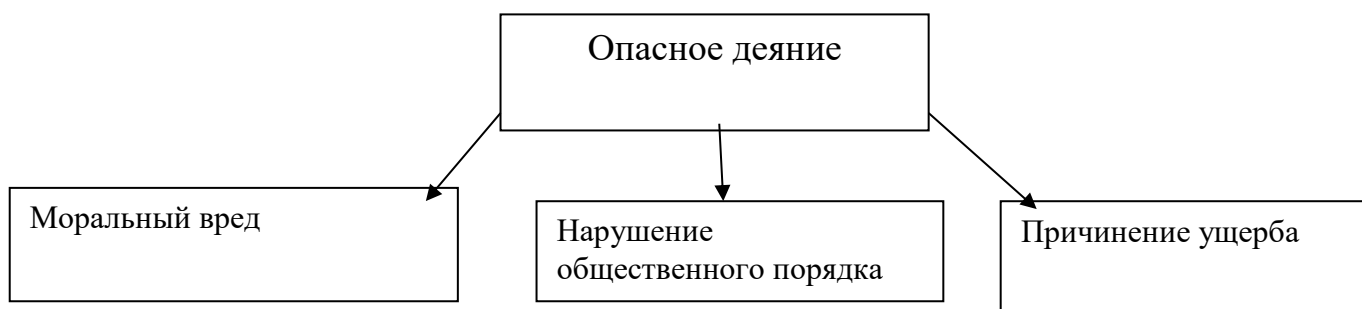 Опасное деяние
Моральный вред
Нарушение
общественного порядка
Причинение ущерба